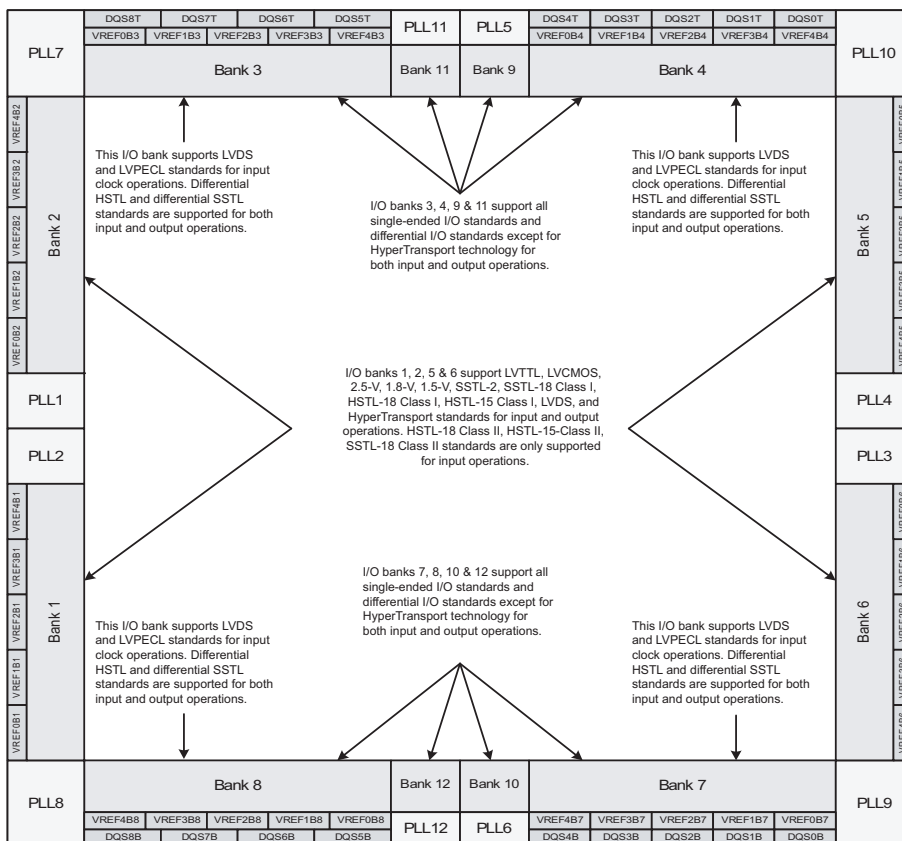 DQS8T DQS7T DQS6T DQS5T
VREF0B3 VREF1B3 VREF2B3 VREF3B3 VREF4B3
PLL11 PLL5
DQS4T DQS3T DQS2T DQS1T DQS0T
VREF0B4 VREF1B4 VREF2B4 VREF3B4 VREF4B4
PLL7
PLL10
Bank 3
Bank 11
Bank 9
Bank 4
VREF4B2
VREF3B2
VREF2B2
VREF1B2
VREF0B2
Bank 2
This I/O bank supports LVDS
and LVPECL standards for input
clock operations. Differential
HSTL and differential SSTL
standards are supported for both
input and output operations.
I/O banks 3, 4, 9 & 11 support all
single-ended I/O standards and
differential I/O standards except for
HyperTransport technology for
both input and output operations.
This I/O bank supports LVDS
and LVPECL standards for input
clock operations. Differential
HSTL and differential SSTL
standards are supported for both
input and output operations.
Bank 5
VREF0B5
VREF1B5
VREF2B5
VREF3B5
VREF4B5
PLL1
PLL2
I/O banks 1, 2, 5 & 6 support LVTTL, LVCMOS,
2.5-V, 1.8-V, 1.5-V, SSTL-2, SSTL-18 Class I,
HSTL-18 Class I, HSTL-15 Class I, LVDS, and
HyperTransport standards for input and output
operations. HSTL-18 Class II, HSTL-15-Class II,
SSTL-18 Class II standards are only supported
for input operations.
PLL4
PLL3
VREF4B1
VREF3B1
VREF2B1
VREF1B1
VREF0B1
Bank 1
This I/O bank supports LVDS
and LVPECL standards for input
clock operations. Differential
HSTL and differential SSTL
standards are supported for both
input and output operations.
I/O banks 7, 8, 10 & 12 support all
single-ended I/O standards and
differential I/O standards except for
HyperTransport technology for
both input and output operations.
This I/O bank supports LVDS
and LVPECL standards for input
clock operations. Differential
HSTL and differential SSTL
standards are supported for both
input and output operations.
Bank 6
VREF0B6
VREF1B6
VREF2B6
VREF3B6
VREF4B6
PLL8
Bank 8
Bank 12
Bank 10
Bank 7
PLL9
VREF4B8 VREF3B8 VREF2B8 VREF1B8 VREF0B8
DQS8B DQS7B DQS6B DQS5B
PLL12 PLL6
VREF4B7 VREF3B7 VREF2B7 VREF1B7 VREF0B7
DQS4B DQS3B DQS2B DQS1B DQS0B